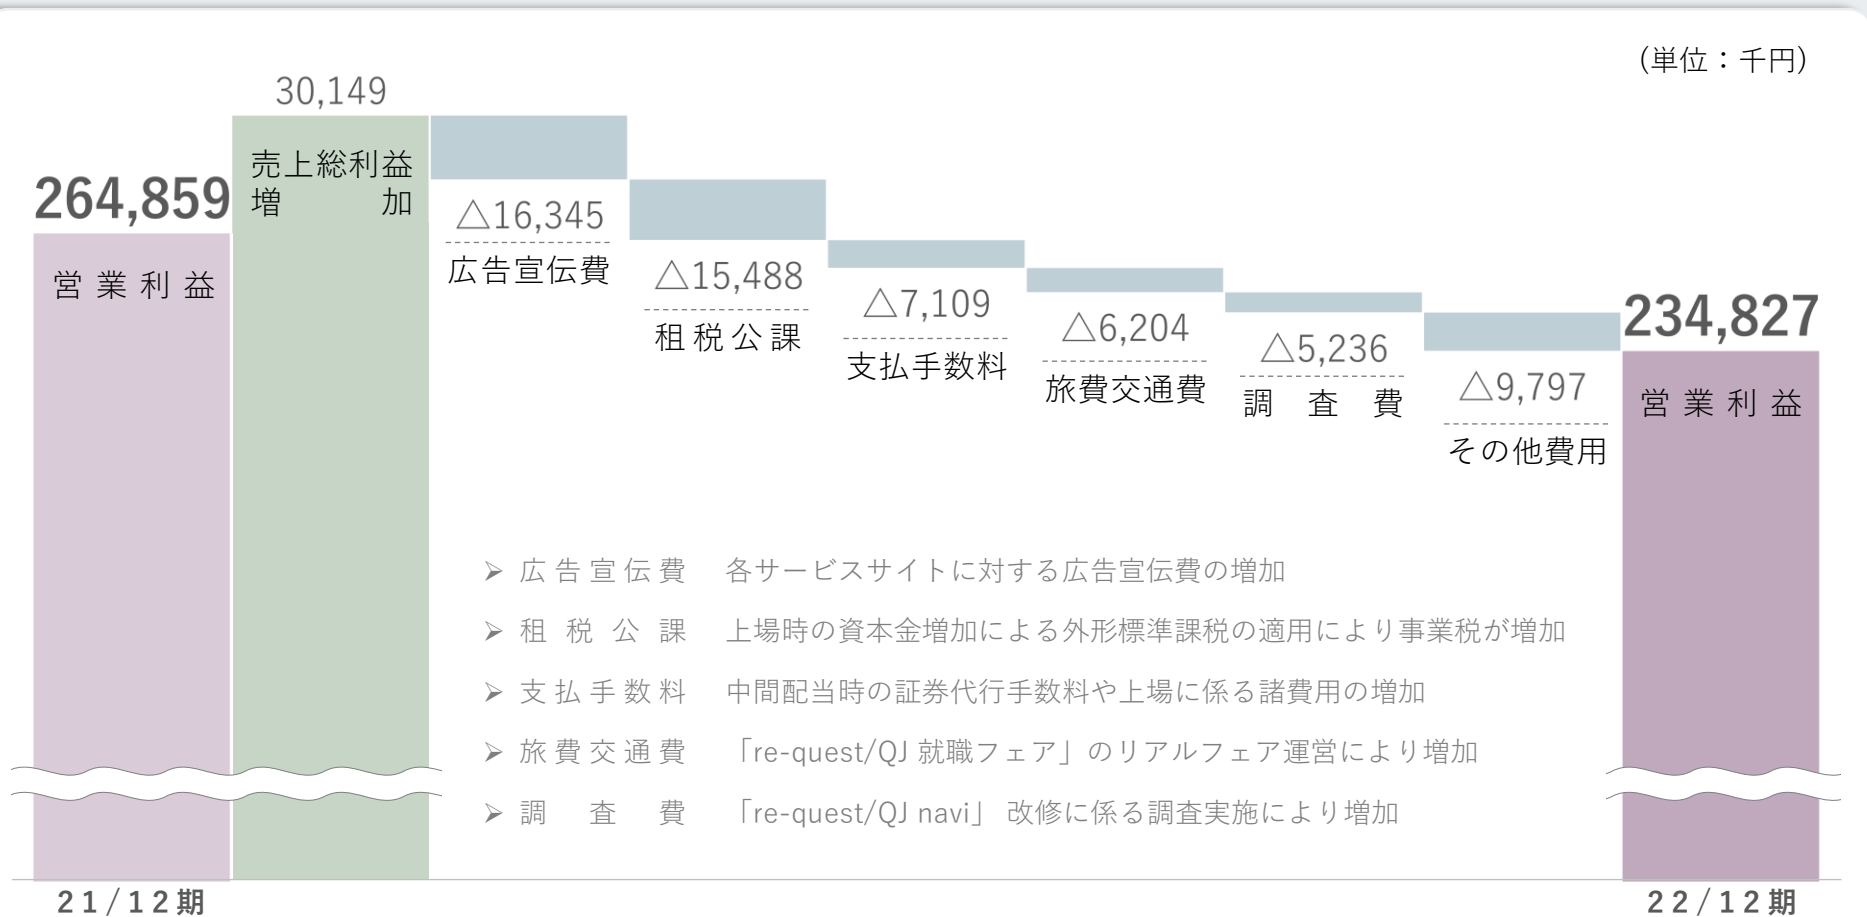 (単位：千円)
30,149
売上総利益
増加
264,859
営業利益
△16,345
広告宣伝費
△15,488
租税公課
△7,109
支払手数料
△6,204
旅費交通費
△5,236
調査費
△9,797
その他費用
234,827
営業利益
➢ 広告宣伝費 各サービスサイトに対する広告宣伝費の増加
➢ 租税公課 上場時の資本金増加による外形標準課税の適用により事業税が増加
➢ 支払手数料 中間配当時の証券代行手数料や上場に係る諸費用の増加
➢ 旅費交通費 「re-quest/QJ 就職フェア」のリアルフェア運営により増加
➢ 調査費 「re-quest/QJ navi」 改修に係る調査実施により増加
21/12期
22/12期